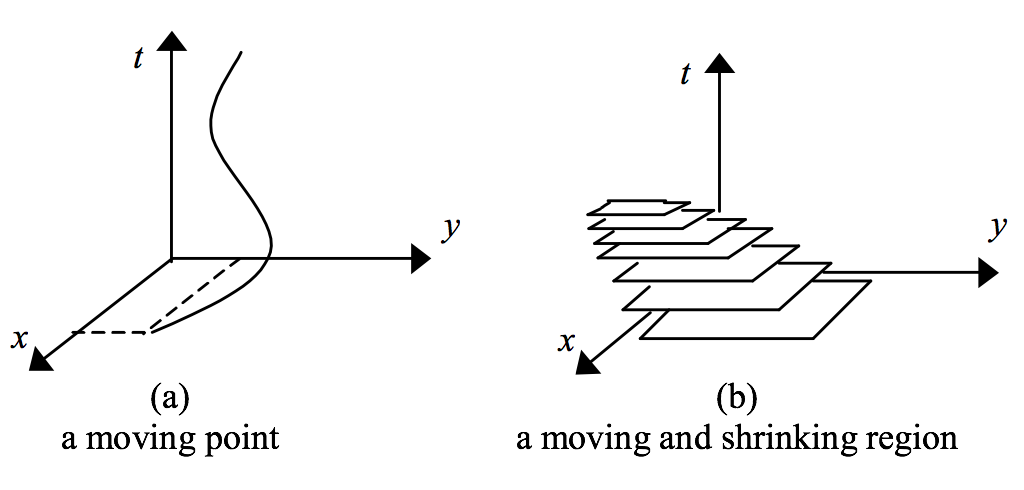 t
y
x
(a)
a moving point
t
y
x
(b)
a moving and shrinking region